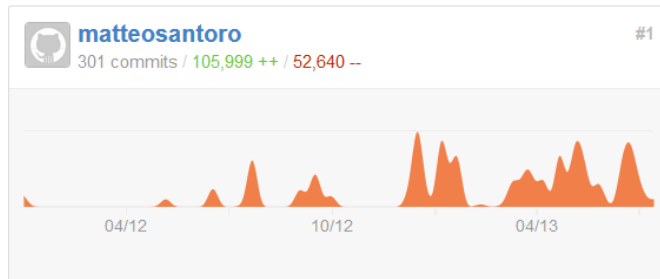 matteosantoro
#1
301 commits / 105,999 ++ / 52,640 --
04/12
10/12
04/13